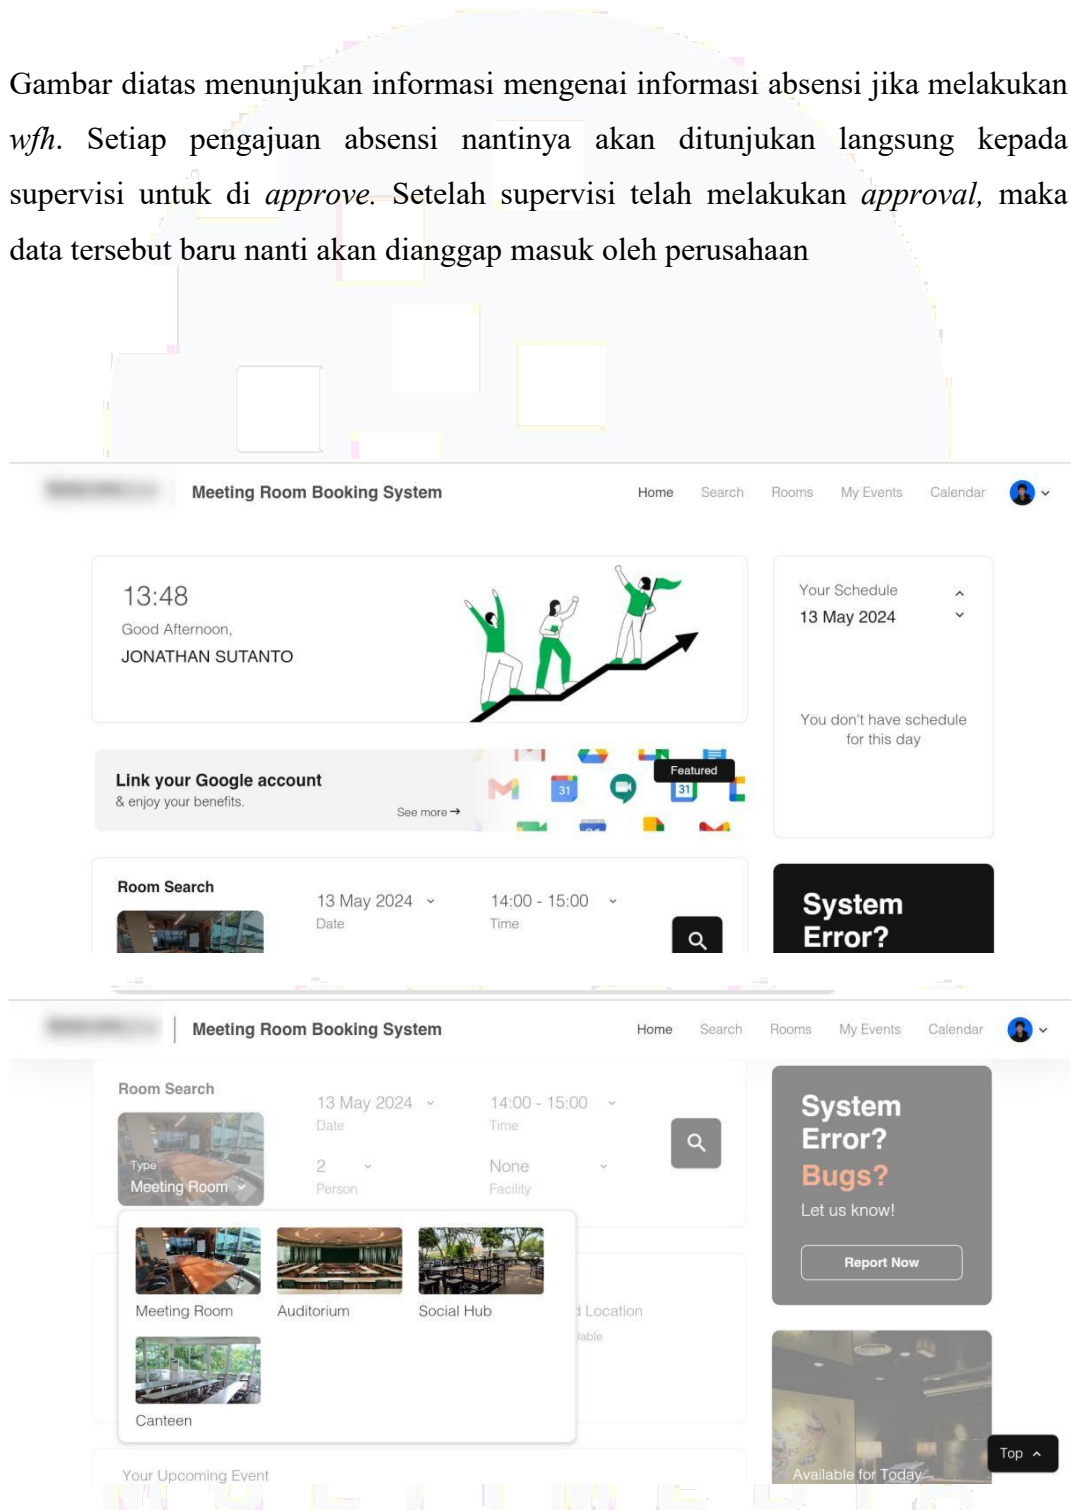 Gambar diatas menunjukan informasi mengenai informasi absensi jika melakukan
wfh. Setiap pengajuan absensi nantinya akan ditunjukan langsung kepada
supervisi untuk di approve. Setelah supervisi telah melakukan approval, maka
data tersebut baru nanti akan dianggap masuk oleh perusahaan
Meeting Room Booking System
Home Search Rooms My Events Calendar
13:48
Good Afternoon,
JONATHAN SUTANTO
Your Schedule
13 May 2024
You don't have schedule
for this day
Link your Google account
& enjoy your benefits.
See more
Featured
31
31
Room Search
13 May 2024
Date
14:00 - 15:00
Time
System
Error?
Meeting Room Booking System
Home Search Rooms My Events Calendar
Room Search
13 May 2024
Date
14:00 - 15:00
Time
Type
Meeting Room
2
Person
None
Facility
System
Error?
Bugs?
Let us know!
Report Now
Meeting Room
Auditorium
Social Hub
Canteen
Location
lable
Your Upcoming Event
Available for Today
Top